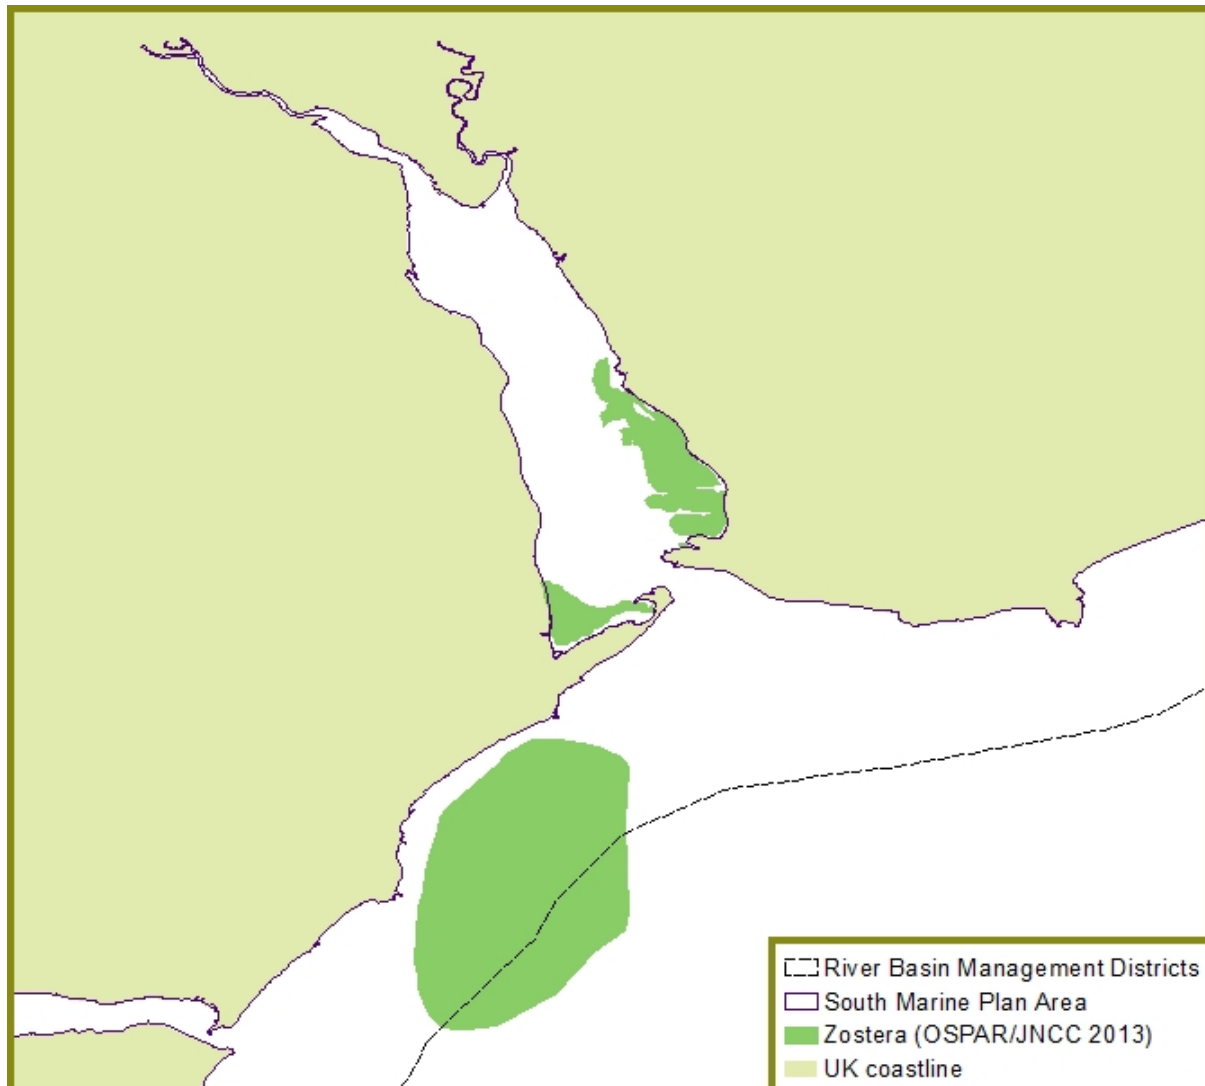 River Basin Management Districts
South Marine Plan Area
Zostera (OSPAR/JNCC 2013)
UK coastline